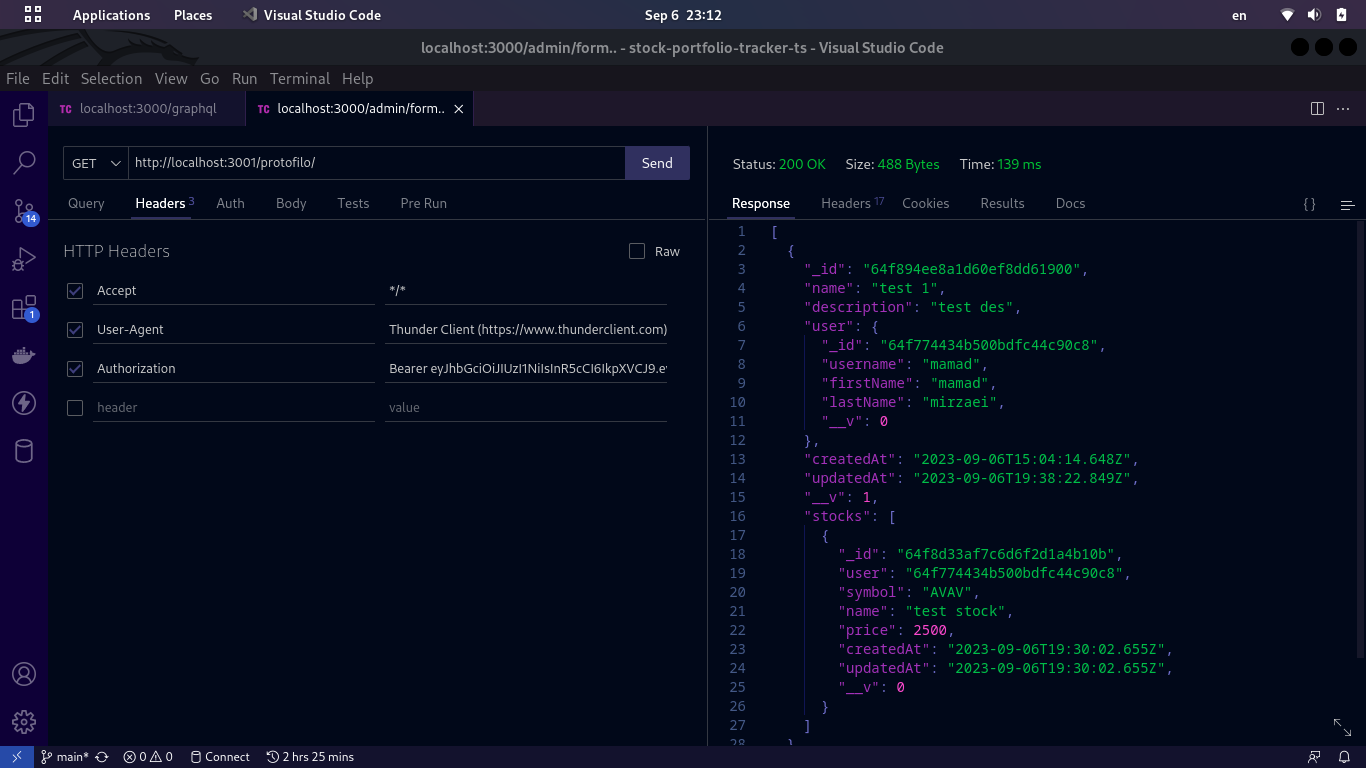 Applications Places Visual Studio Code Sep 6 23:12 en
localhost:3000/admin/form.. - stock-portfolio-tracker-ts - Visual Studio Code
File Edit Selection View Go Run Terminal Help
TC localhost:3000/graphql TC localhost:3000/admin/form..
GET http://localhost:3001/protofilo/ Send
Query Headers 3 Auth Body Tests Pre Run
HTTP Headers Raw
Accept */*
User-Agent Thunder Client (https://www.thunderclient.com)
Authorization Bearer
header value
14
1
Status: 200 OK Size: 488 Bytes Time: 139 ms
Response Headers 17 Cookies Results Docs { }
1 [
2 {
3 "_id": "64f894ee8a1d60ef8dd61900",
4 "name": "test 1",
5 "description": "test des",
6 "user": {
7 "_id": "64f774434b500bdfc44c90c8",
8 "username": "mamad",
9 "firstName": "mamad",
10 "lastName": "mirzaei",
11 "__v": 0
12 },
13 "createdAt": "2023-09-06T15:04:14.648Z",
14 "updatedAt": "2023-09-06T19:38:22.849Z",
15 "__v": 1,
16 "stocks": [
17 {
18 "_id": "64f8d33af7c6d6f2d1a4b10b",
19 "user": "64f774434b500bdfc44c90c8",
20 "symbol": "AVAV",
21 "name": "test stock",
22 "price": 2500,
23 "createdAt": "2023-09-06T19:30:02.655Z",
24 "updatedAt": "2023-09-06T19:30:02.655Z",
25 "__v": 0
26 }
27 ]
28 }
main* 0 0 Connect 2 hrs 25 mins